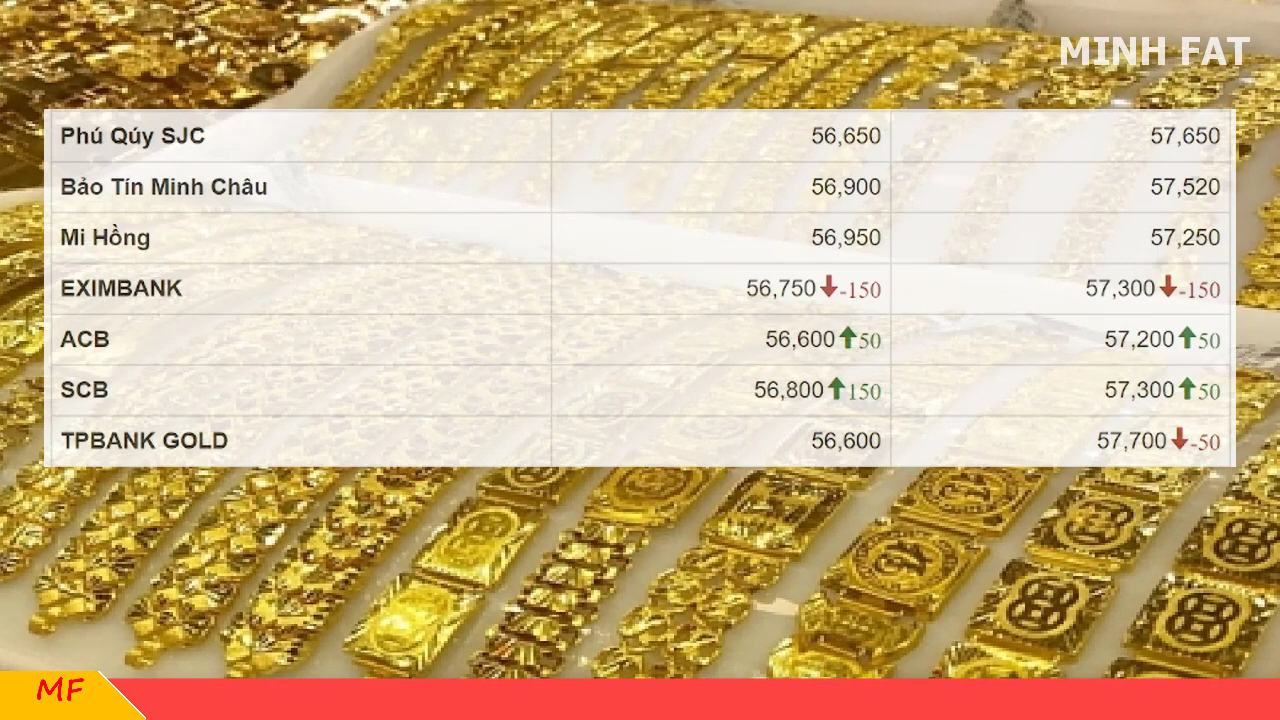 MINH FAT
Phú Qúy SJC 56,650 57,650
Bảo Tín Minh Châu 56,900 57,520
Mi Hồng 56,950 57,250
EXIMBANK 56,750 -150 57,300 -150
ACB 56,600 50 57,200 50
SCB 56,800 150 57,300 50
TPBANK GOLD 56,600 57,700 -50
MF